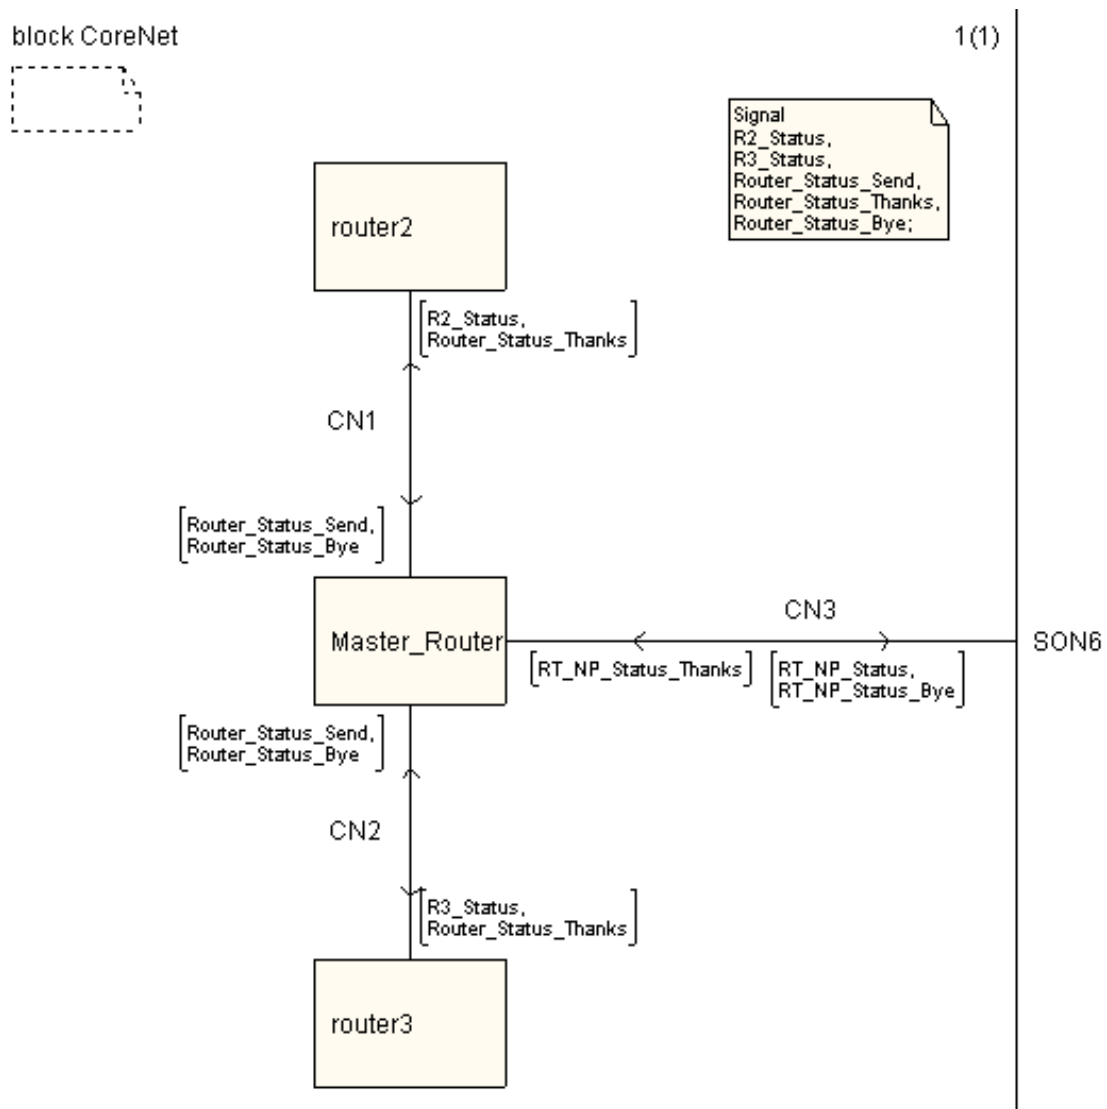 block CoreNet
1(1)
Signal
R2_Status,
R3_Status,
Router_Status_Send,
Router_Status_Thanks,
Router_Status_Bye;
router2
R2_Status,
Router_Status_Thanks
CN1
Router_Status_Send,
Router_Status_Bye
Master_Router
CN3
SON6
RT_NP_Status_Thanks
RT_NP_Status,
RT_NP_Status_Bye
Router_Status_Send,
Router_Status_Bye
CN2
R3_Status,
Router_Status_Thanks
router3